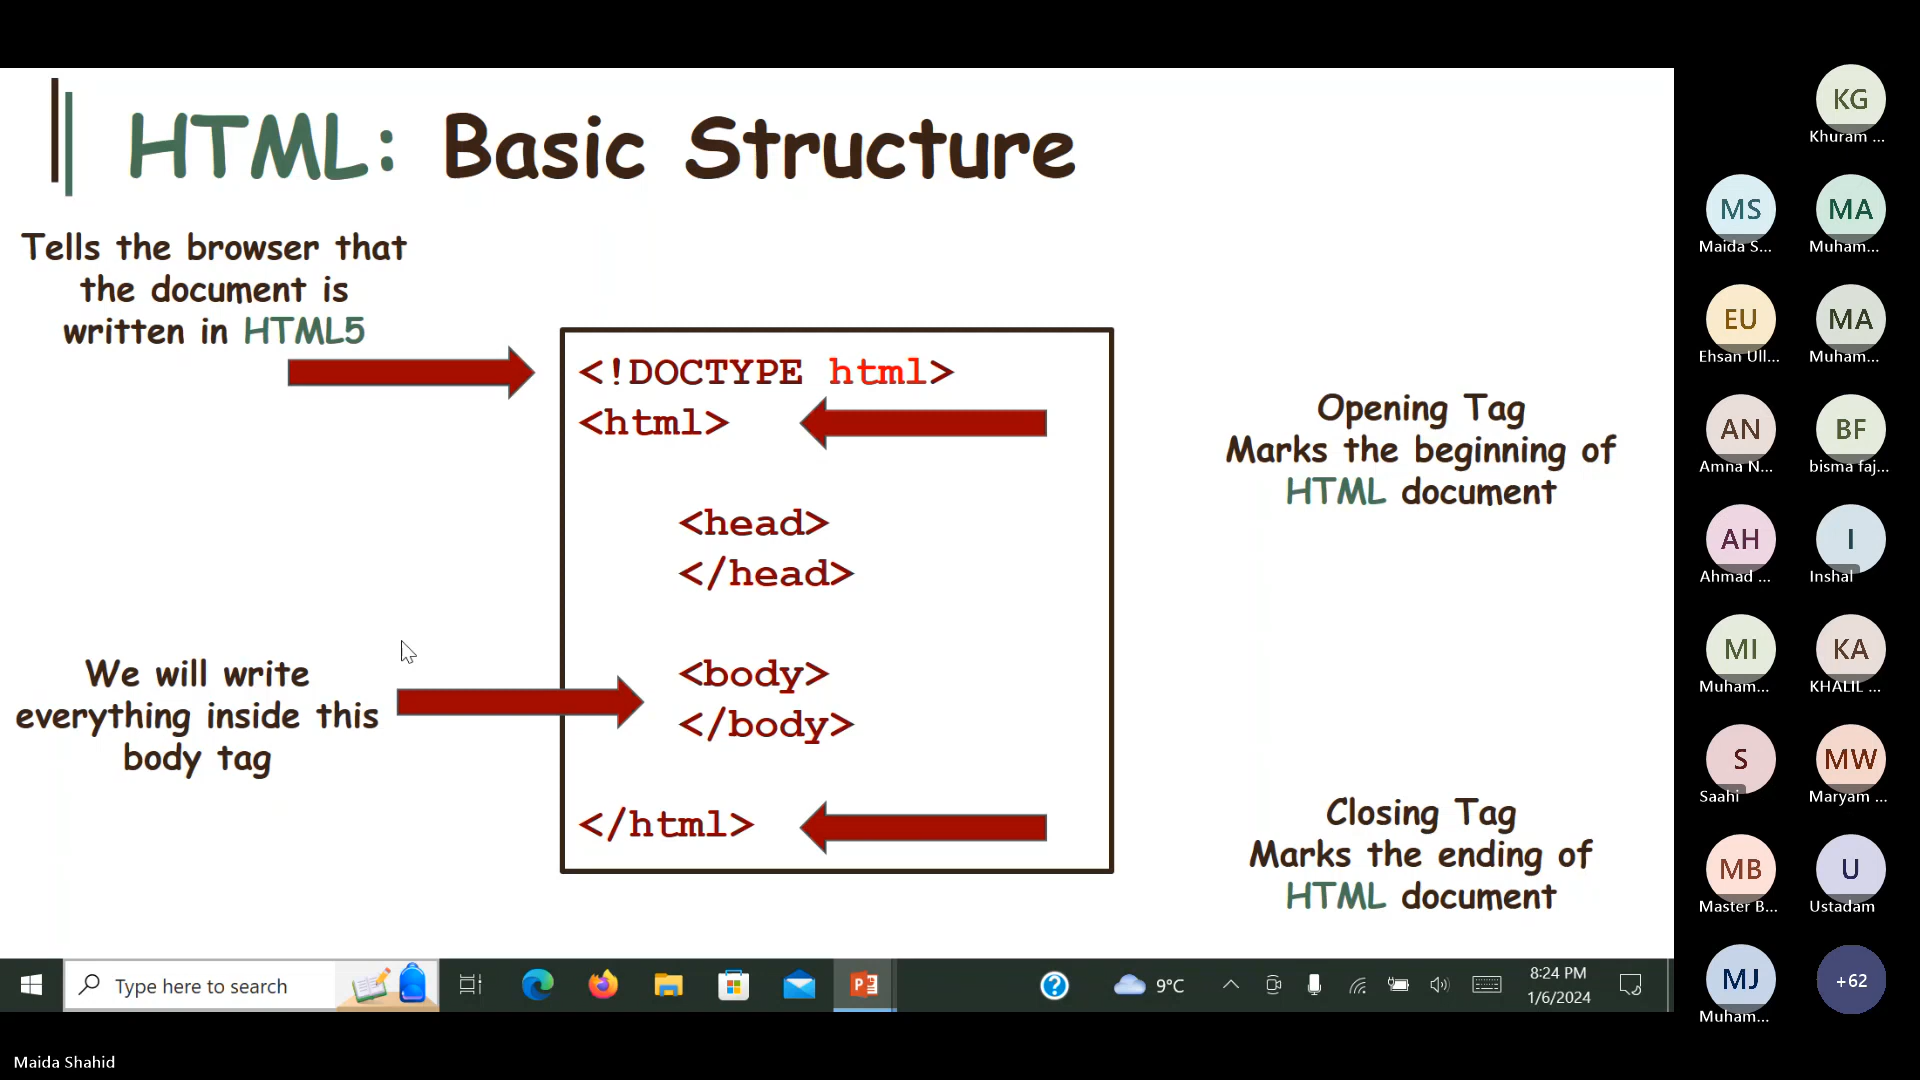 HTML: Basic Structure
Tells the browser that
the document is
written in HTML5
<!DOCTYPE html>
<html>
Opening Tag
Marks the beginning of
HTML document
<head>
</head>
We will write
everything inside this
body tag
<body>
</body>
</html>
Closing Tag
Marks the ending of
HTML document
KG
Khuram ...
MS
Maida S...
MA
Muham...
EU
Ehsan Ull...
MA
Muham...
AN
Amna N...
BF
bisma faj...
AH
Ahmad ...
I
Inshal
MI
Muham...
KA
KHALIL ...
S
Saahi
MW
Maryam ...
MB
Master B...
U
Ustadam
MJ
Muham...
+62
Type here to search
9°C
8:24 PM
1/6/2024
Maida Shahid